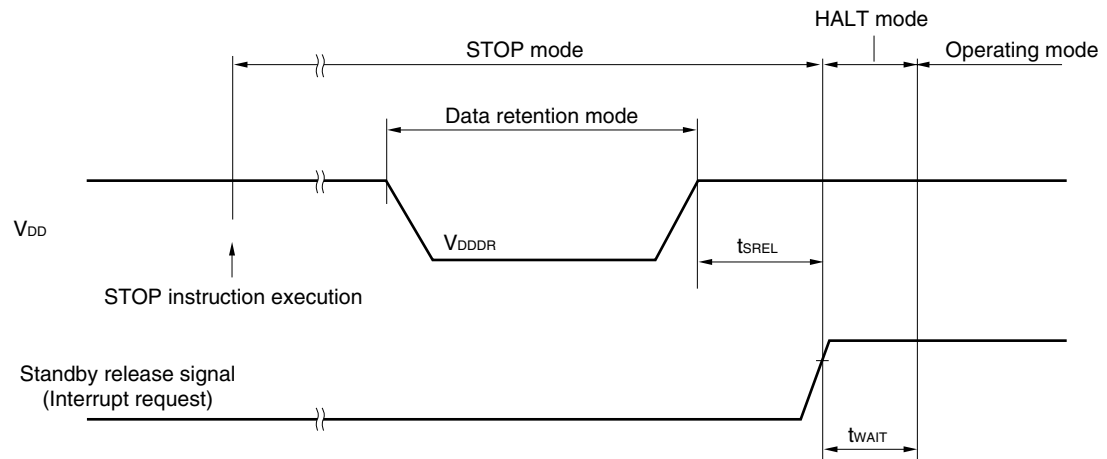 HALT mode
STOP mode
Operating mode
Data retention mode
VDD
VDDDR
tSREL
STOP instruction execution
Standby release signal
(Interrupt request)
tWAIT